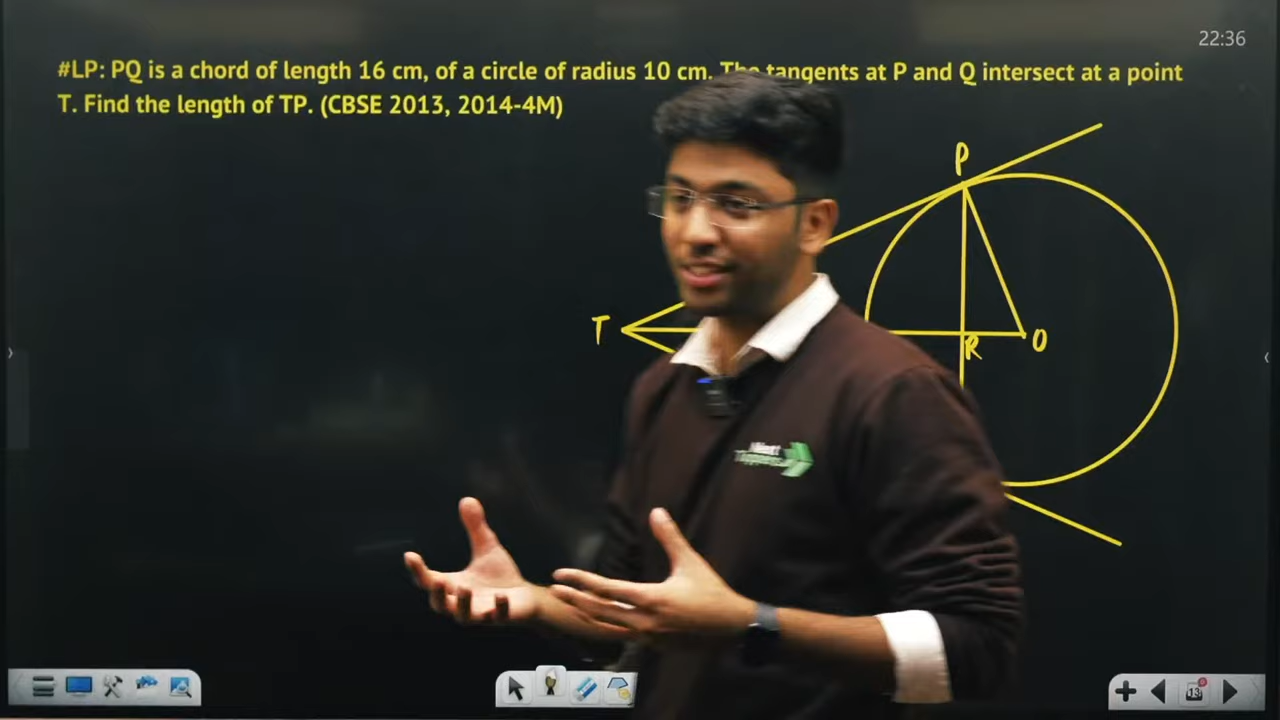 22:36
#LP: PQ is a chord of length 16 cm, of a circle of radius 10 cm. The tangents at P and Q intersect at a point
T. Find the length of TP. (CBSE 2013, 2014-4M)
P
T
R
O